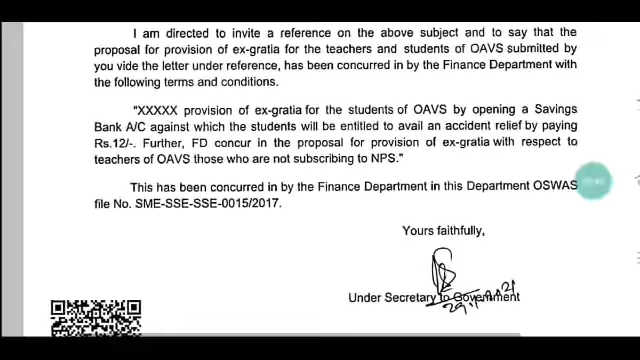 I am directed to invite a reference on the above subject and to say that the
proposal for provision of ex-gratia for the teachers and students of OAVS submitted by
you vide the letter under reference, has been concurred in by the Finance Department with
the following terms and conditions.
"XXXXX provision of ex-gratia for the students of OAVS by opening a Savings
Bank A/C against which the students will be entitled to avail an accident relief by paying
Rs.12/-. Further, FD concur in the proposal for provision of ex-gratia with respect to
teachers of OAVS those who are not subscribing to NPS."
This has been concurred in by the Finance Department in this Department OSWAS
file No. SME-SSE-SSE-0015/2017.
Yours faithfully,
Under Secretary to Government